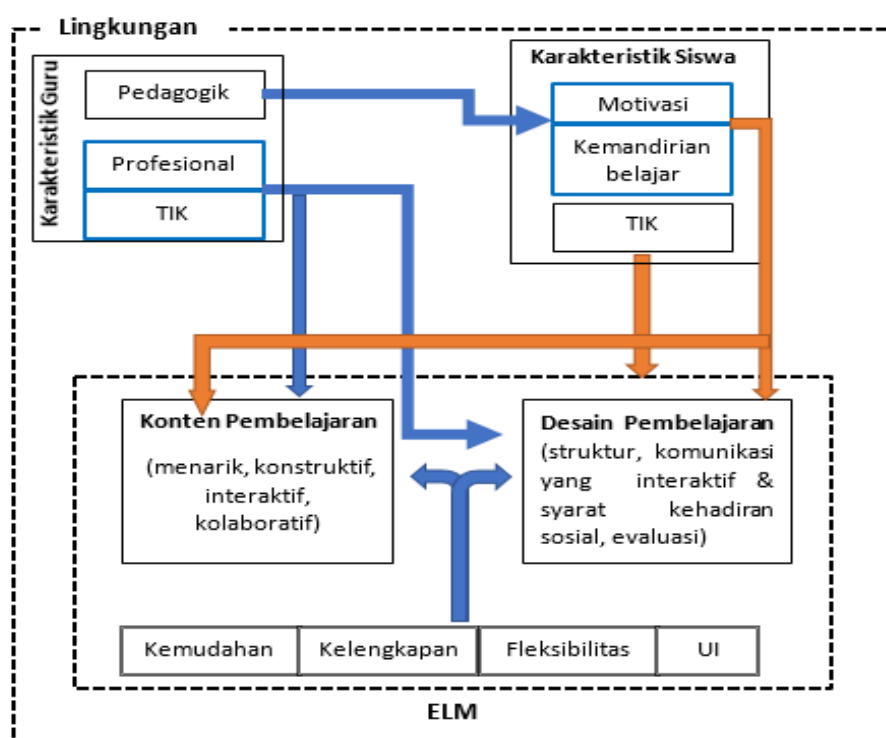 Lingkungan
Karakteristik Guru
Pedagogik
Profesional
TIK
Karakteristik Siswa
Motivasi
Kemandirian
belajar
TIK
Konten Pembelajaran
(menarik, konstruktif,
interaktif,
kolaboratif)
Desain Pembelajaran
(struktur, komunikasi
yang interaktif &
syarat kehadiran
sosial, evaluasi)
Kemudahan
Kelengkapan
Fleksibilitas
UI
ELM